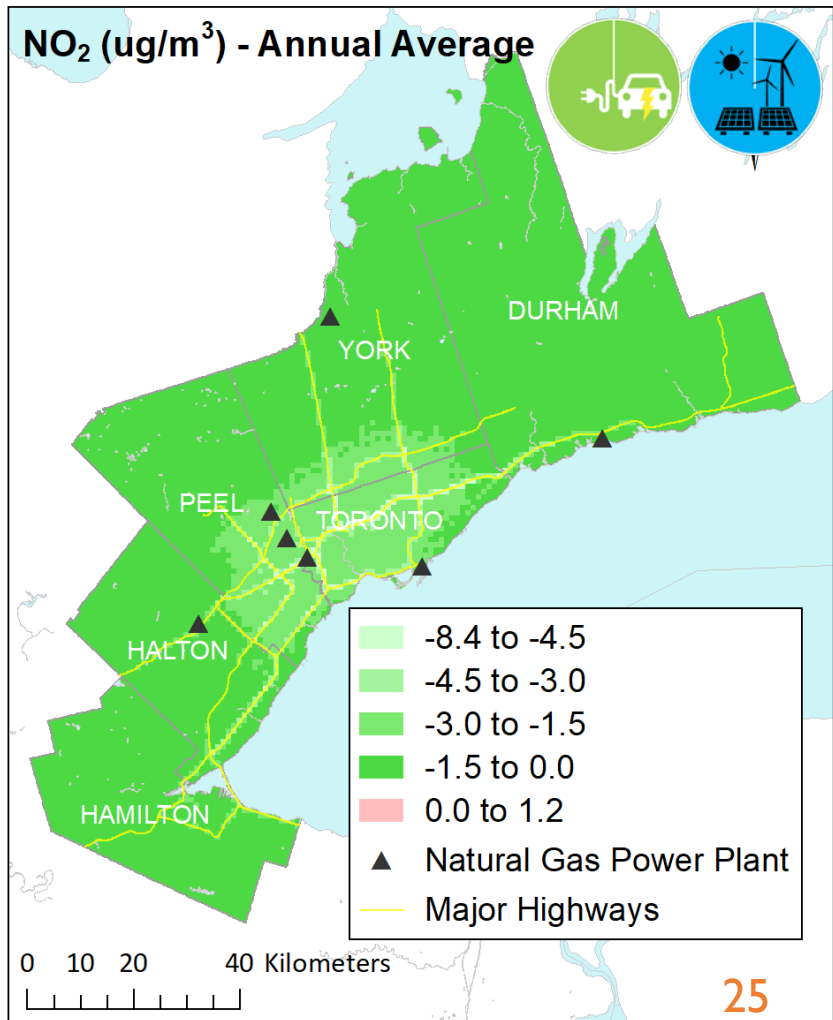 NO₂ (ug/m³) - Annual Average
DURHAM
YORK
PEEL
TORONTO
HALTON
HAMILTON
-8.4 to -4.5
-4.5 to -3.0
-3.0 to -1.5
-1.5 to 0.0
0.0 to 1.2
Natural Gas Power Plant
Major Highways
0 10 20 40 Kilometers
25